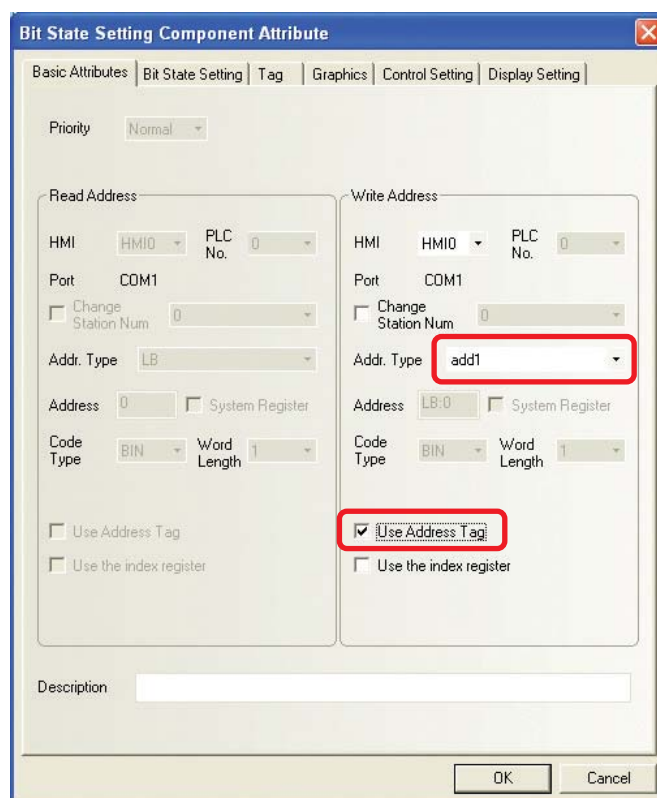 Bit State Setting Component Attribute
Basic Attributes Bit State Setting Tag Graphics Control Setting Display Setting
Priority Normal
Read Address
HMI HMI0 PLC No. 0
Port COM1
Change Station Num 0
Addr. Type LB
Address 0 System Register
Code Type BIN Word Length 1
Use Address Tag
Use the index register
Write Address
HMI HMI0 PLC No. 0
Port COM1
Change Station Num 0
Addr. Type add1
Address LB:0 System Register
Code Type BIN Word Length 1
Use Address Tag
Use the index register
Description
OK Cancel